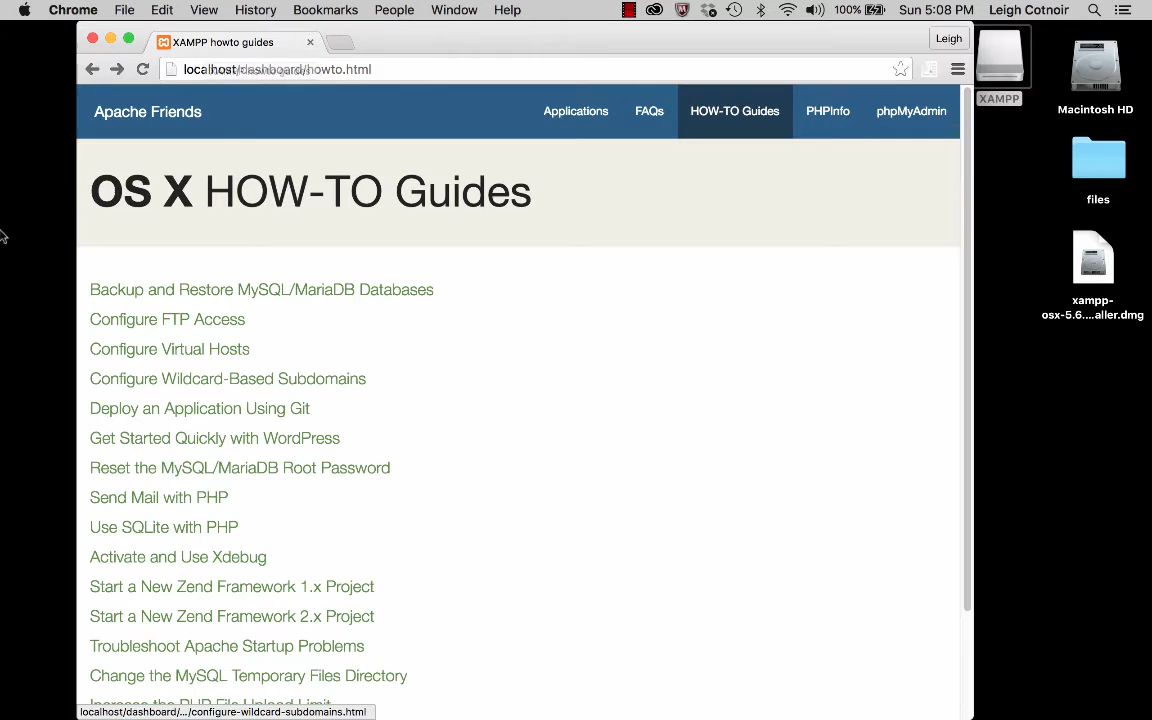 Chrome File Edit View History Bookmarks People Window Help 100% Sun 5:08 PM Leigh Cotnoir
XAMPP howto guides
Leigh
localhost/dashboard/howto.html
Apache Friends Applications FAQs HOW-TO Guides PHPInfo phpMyAdmin
OS X HOW-TO Guides
Backup and Restore MySQL/MariaDB Databases
Configure FTP Access
Configure Virtual Hosts
Configure Wildcard-Based Subdomains
Deploy an Application Using Git
Get Started Quickly with WordPress
Reset the MySQL/MariaDB Root Password
Send Mail with PHP
Use SQLite with PHP
Activate and Use Xdebug
Start a New Zend Framework 1.x Project
Start a New Zend Framework 2.x Project
Troubleshoot Apache Startup Problems
Change the MySQL Temporary Files Directory
Increase the PHP File Upload Limit
localhost/dashboard/.../configure-wildcard-subdomains.html
XAMPP
Macintosh HD
files
xampp-
osx-5.6....aller.dmg